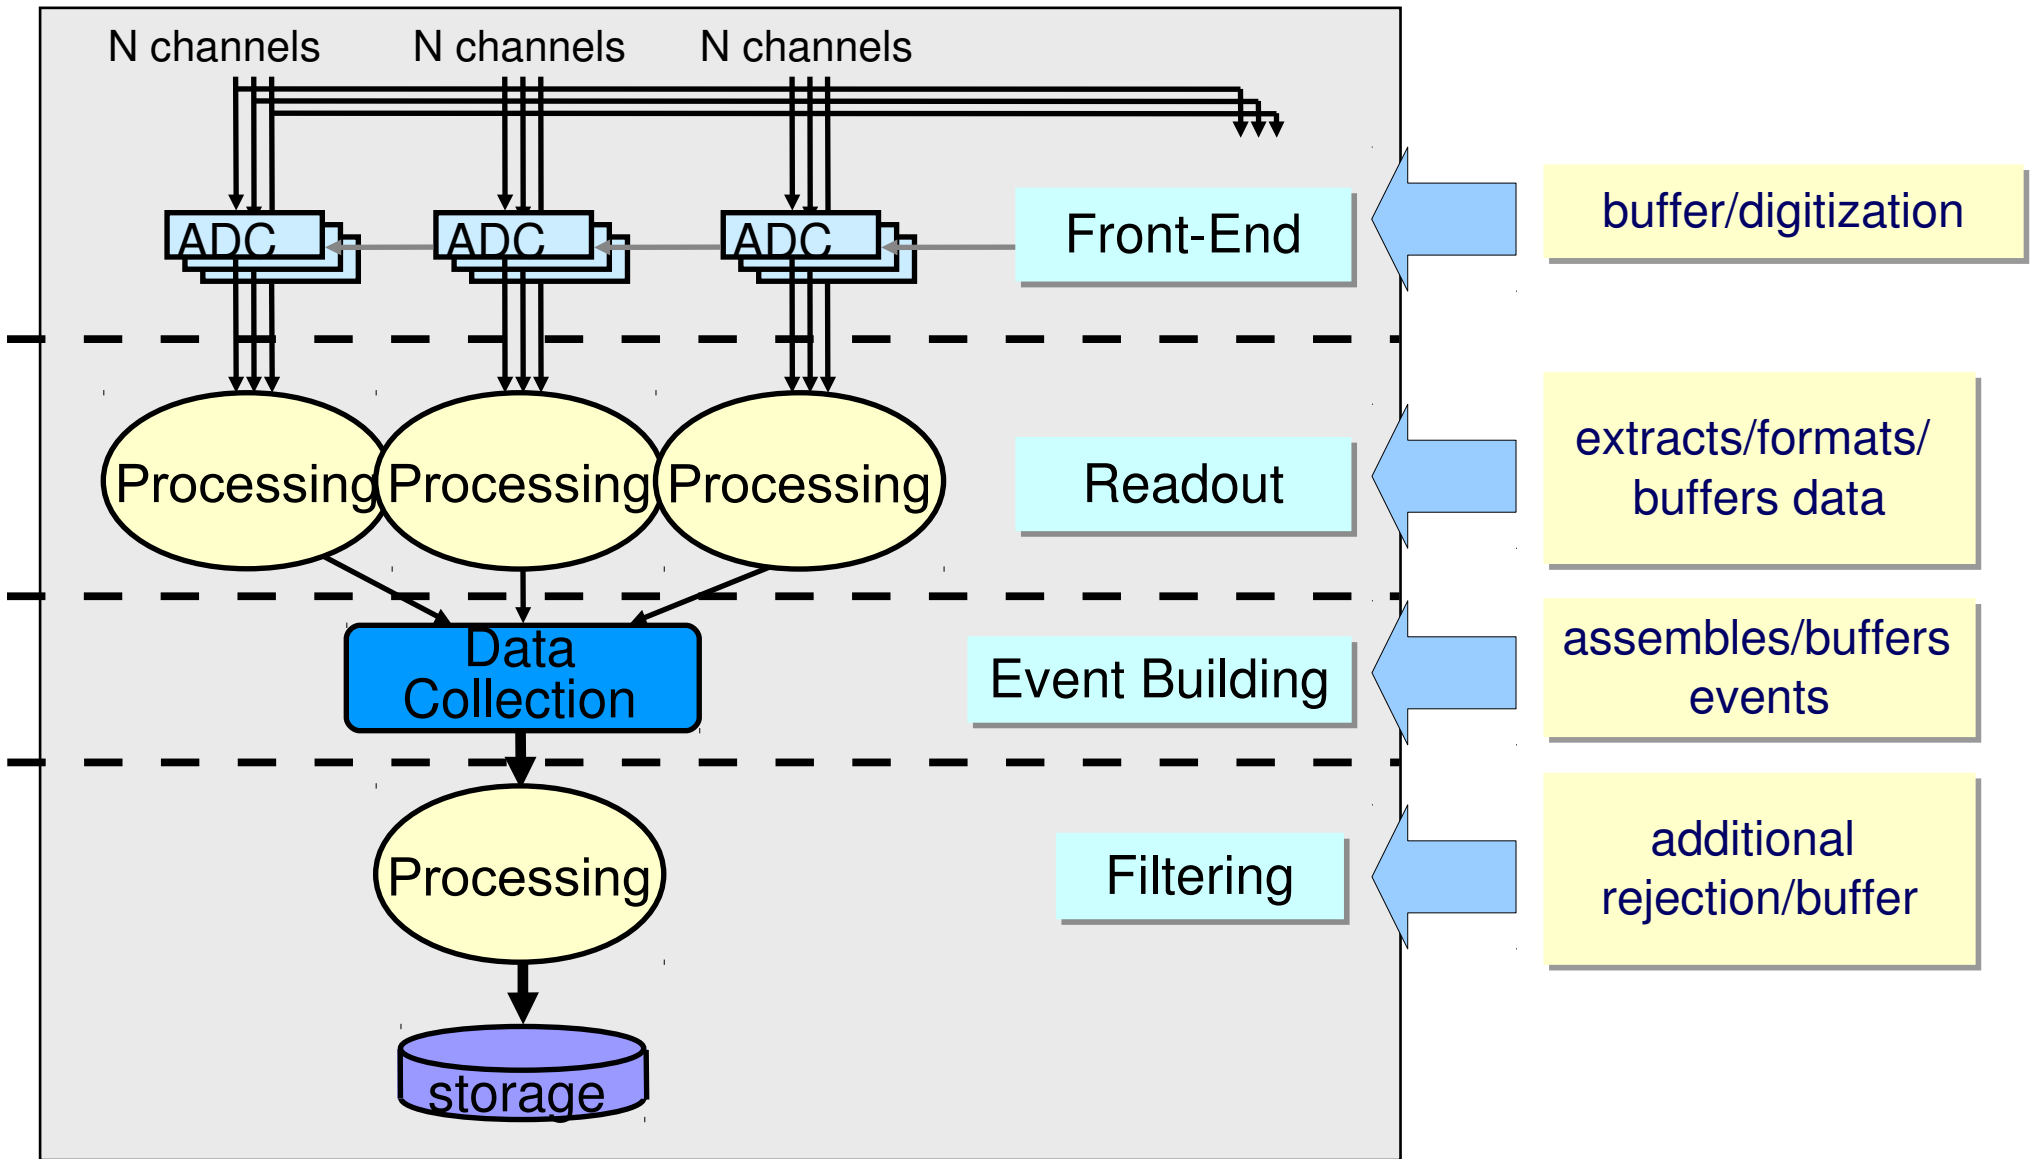 N channels
N channels
N channels
ADC
ADC
ADC
Front-End
buffer/digitization
Processing
Processing
Processing
Readout
extracts/formats/
buffers data
Data
Collection
Event Building
assembles/buffers
events
Processing
Filtering
additional
rejection/buffer
storage